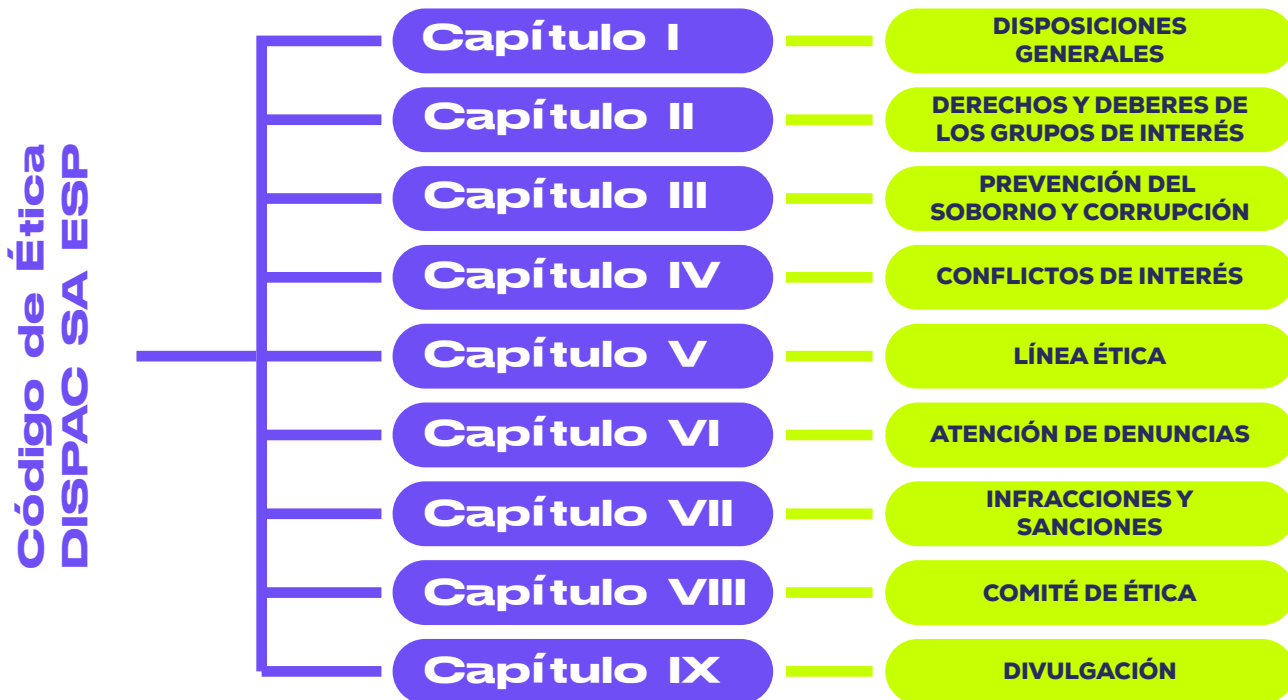 Código de Ética
DISPAC SA ESP
Capítulo I
DISPOSICIONES
GENERALES
Capítulo II
DERECHOS Y DEBERES DE
LOS GRUPOS DE INTERÉS
Capítulo III
PREVENCIÓN DEL
SOBORNO Y CORRUPCIÓN
Capítulo IV
CONFLICTOS DE INTERÉS
Capítulo V
LÍNEA ÉTICA
Capítulo VI
ATENCIÓN DE DENUNCIAS
Capítulo VII
INFRACCIONES Y
SANCIONES
Capítulo VIII
COMITÉ DE ÉTICA
Capítulo IX
DIVULGACIÓN